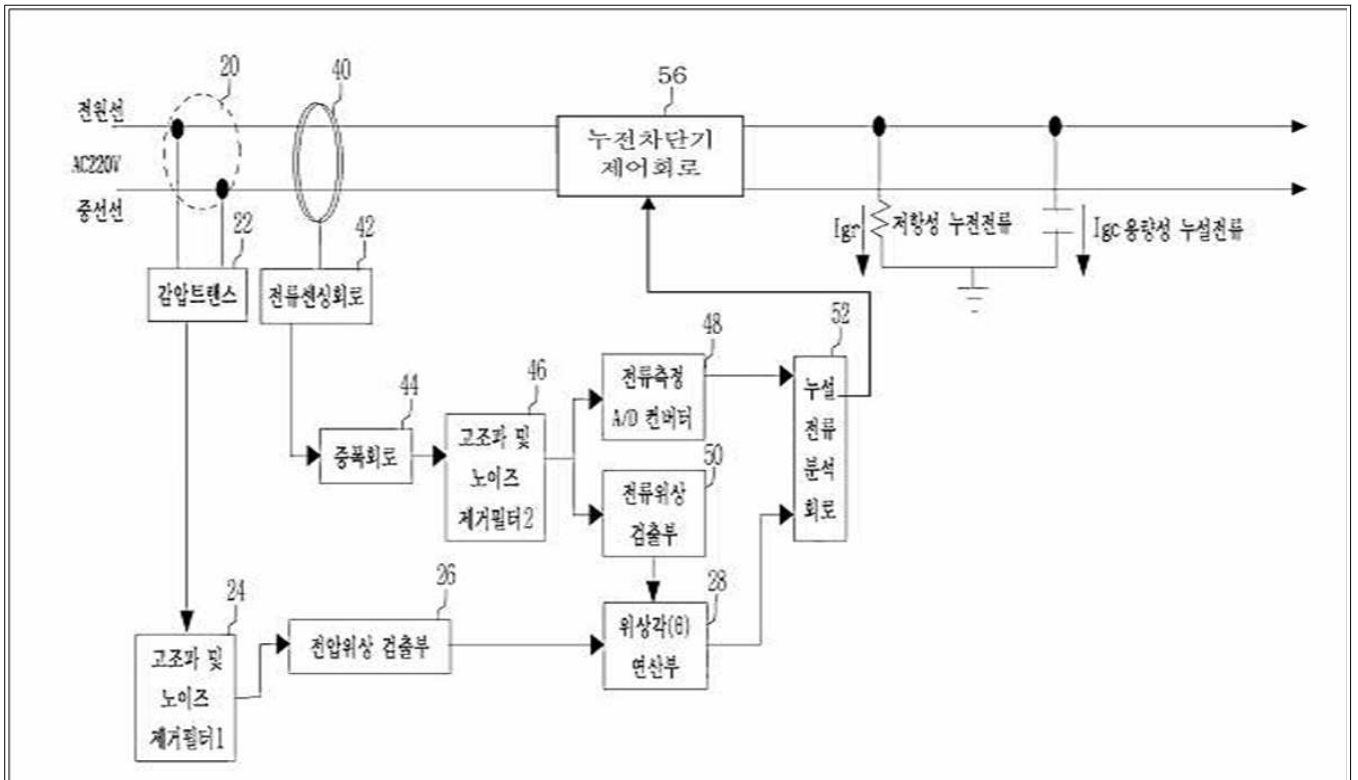 20
40
56
전원선
AC220V
중선선
누전차단기
제어회로
Igr
저항성 누전전류
Igc 용량성 누설전류
22
42
감압트랜스
전류센싱회로
44
46
48
52
증폭회로
고조파 및
노이즈
제거필터2
전류측정
A/D 컨버터
50
전류위상
검출부
누설
전류
분석
회로
24
26
28
고조파 및
노이즈
제거필터1
전압위상 검출부
위상각(θ)
연산부